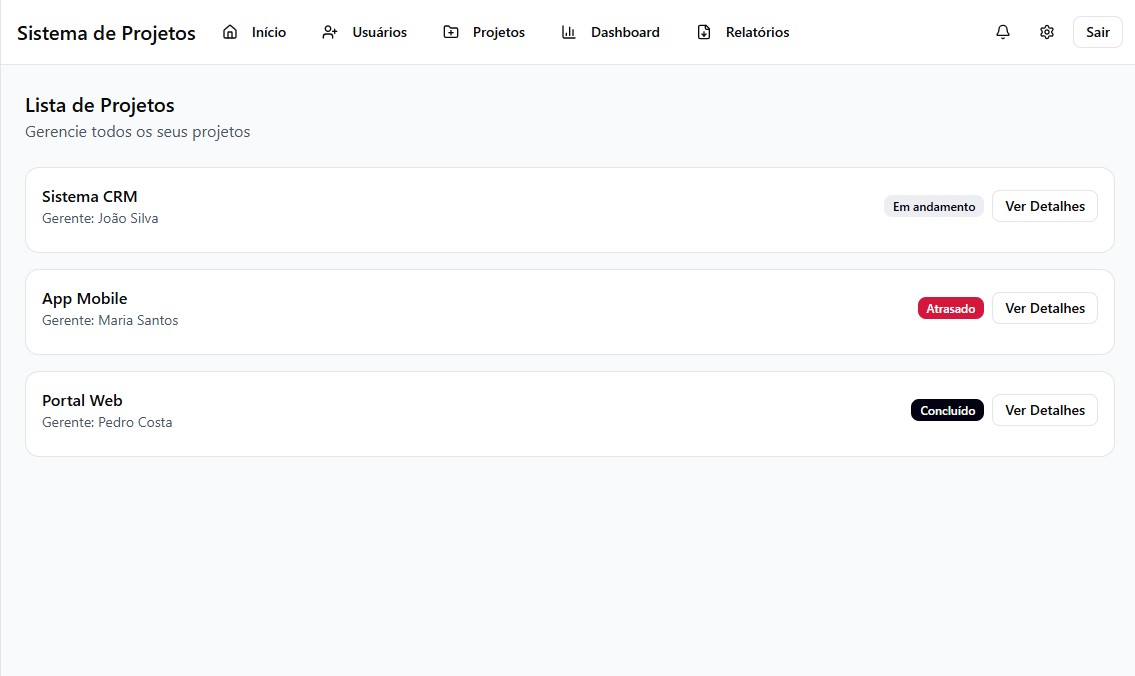 Sistema de Projetos Início Usuários Projetos Dashboard Relatórios Sair
Lista de Projetos
Gerencie todos os seus projetos
Sistema CRM
Gerente: João Silva
Em andamento Ver Detalhes
App Mobile
Gerente: Maria Santos
Atrasado Ver Detalhes
Portal Web
Gerente: Pedro Costa
Concluído Ver Detalhes